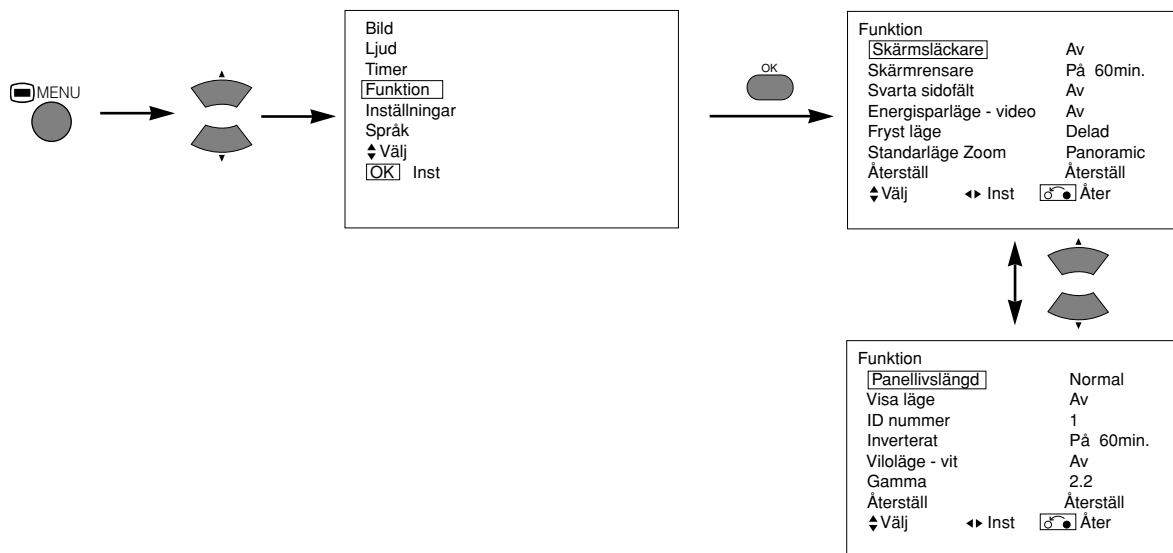 MENU
Bild
Ljud
Timer
Funktion
Inställningar
Språk
Välj
OK Inst
OK
Funktion
Skärmsläckare Av
Skärmrensare På 60min.
Svarta sidofält Av
Energisparläge - video Av
Fryst läge Delad
Standarläge Zoom Panoramic
Återställ Återställ
Välj Inst Åter
Funktion
Panellivslängd Normal
Visa läge Av
ID nummer 1
Inverterat På 60min.
Viloläge - vit Av
Gamma 2.2
Återställ Återställ
Välj Inst Åter